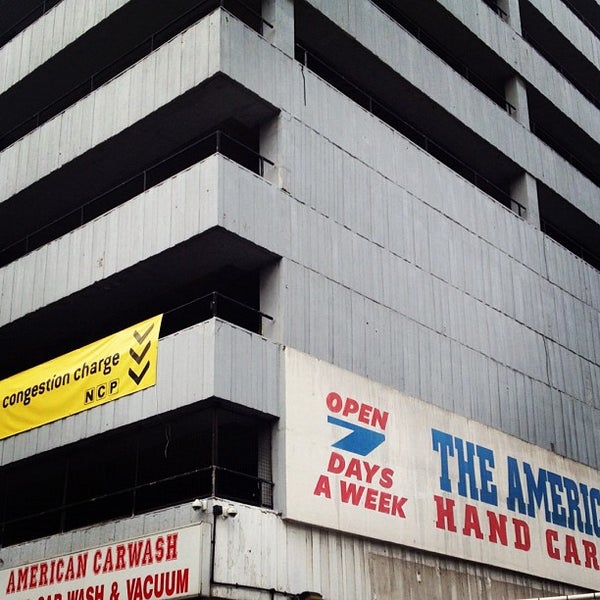 congestion charge
NCP
OPEN
7
DAYS
A WEEK
THE AMERIC
HAND CAR
AMERICAN CARWASH
CAR WASH & VACUUM